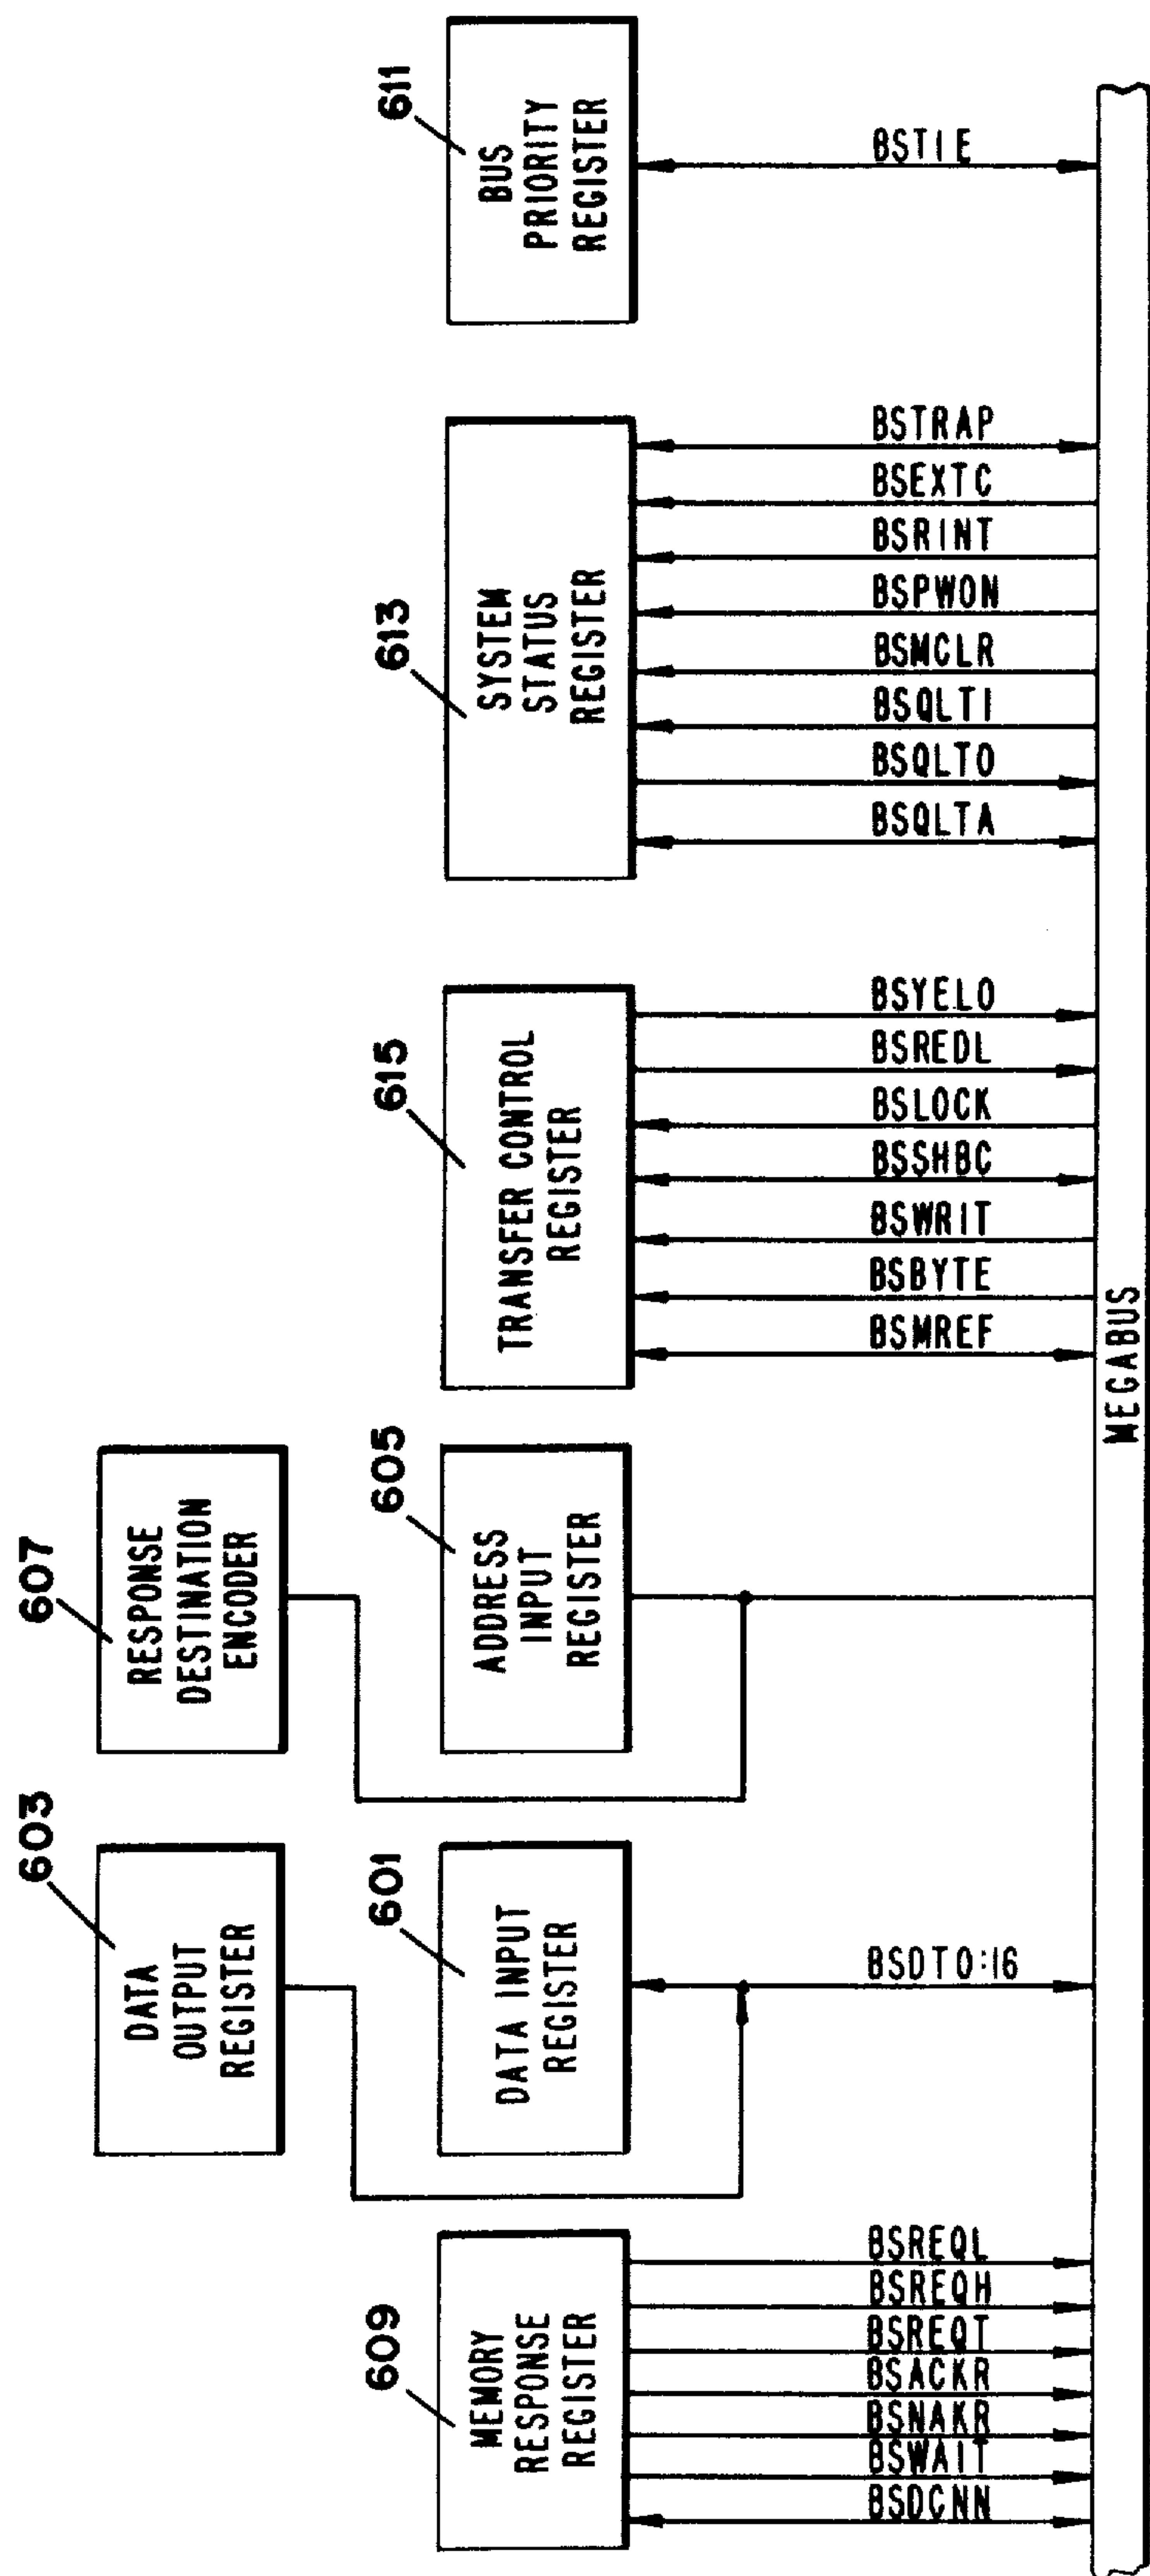 603
607
DATA
OUTPUT
REGISTER
RESPONSE
DESTINATION
ENCODER
609
601
605
615
613
611
MEMORY
RESPONSE
REGISTER
DATA INPUT
REGISTER
ADDRESS
INPUT
REGISTER
TRANSFER CONTROL
REGISTER
SYSTEM
STATUS
REGISTER
BUS
PRIORITY
REGISTER
BSDCNN
BSWAIT
BSNAKR
BSACKR
BSREQT
BSREQH
BSREQL
BSDT0:16
BSMREF
BSBYTE
BSWRIT
BSSHBC
BSLOCK
BSREDL
BSYELO
BSQLTA
BSQLTO
BSQLTI
BSMCLR
BSPWON
BSRINT
BSEXTC
BSTRAP
BSTIE
MEGABUS